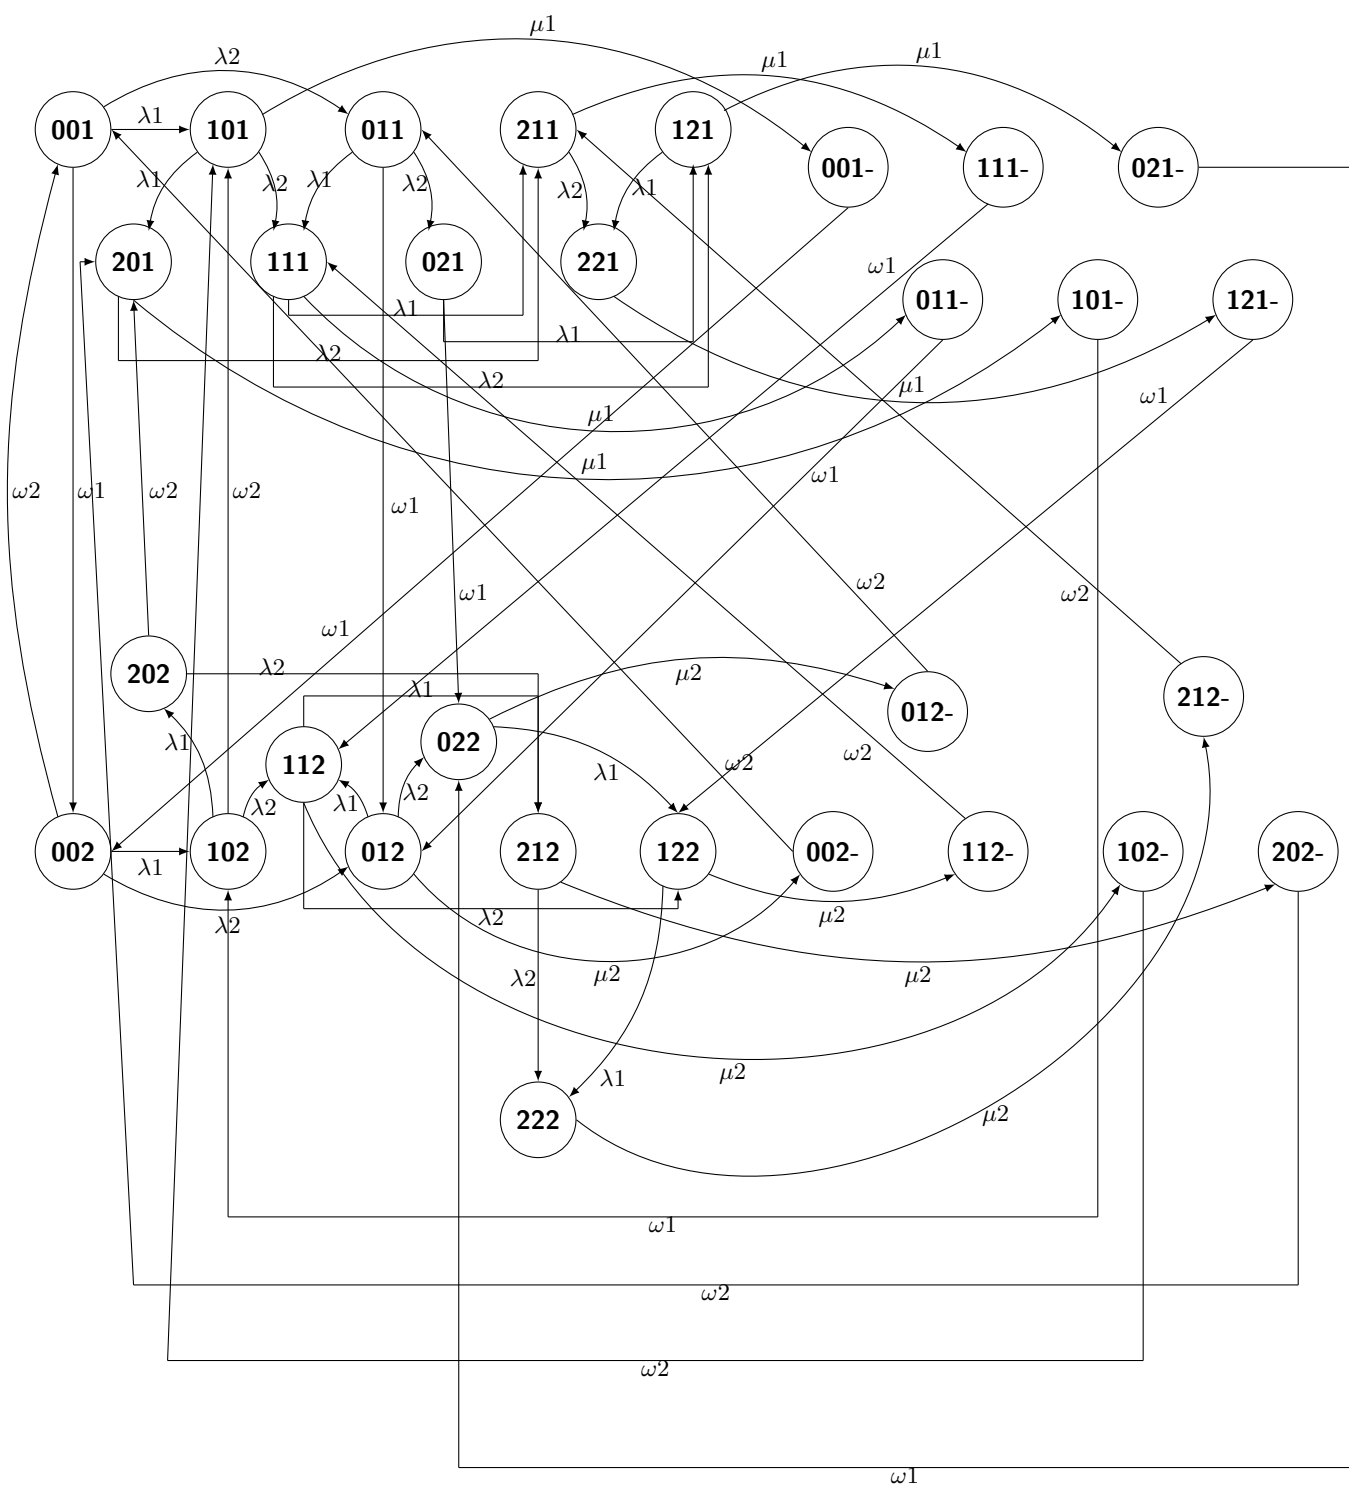 μ1
λ2 μ1 μ1
λ1
001 101 011 211 121
001- 111- 021-
λ1 λ2 λ1 λ2 λ2 λ1
201 111 021 221
ω1
011- 101- 121-
λ1
λ1
λ2
λ2 μ1 ω1
μ1
μ1
ω1
ω2 ω1 ω2 ω2
ω1
ω2
ω1 ω2
ω1
λ2 μ2
202
λ1 212-
012-
λ1 022
112 λ1 ω2 ω2
λ2 λ1 λ2
002 102 012 212 122 002- 112- 102- 202-
λ1
λ2 λ2 μ2
λ2 μ2 μ2
λ1 μ2
222 μ2
ω1
ω2
ω2
ω1